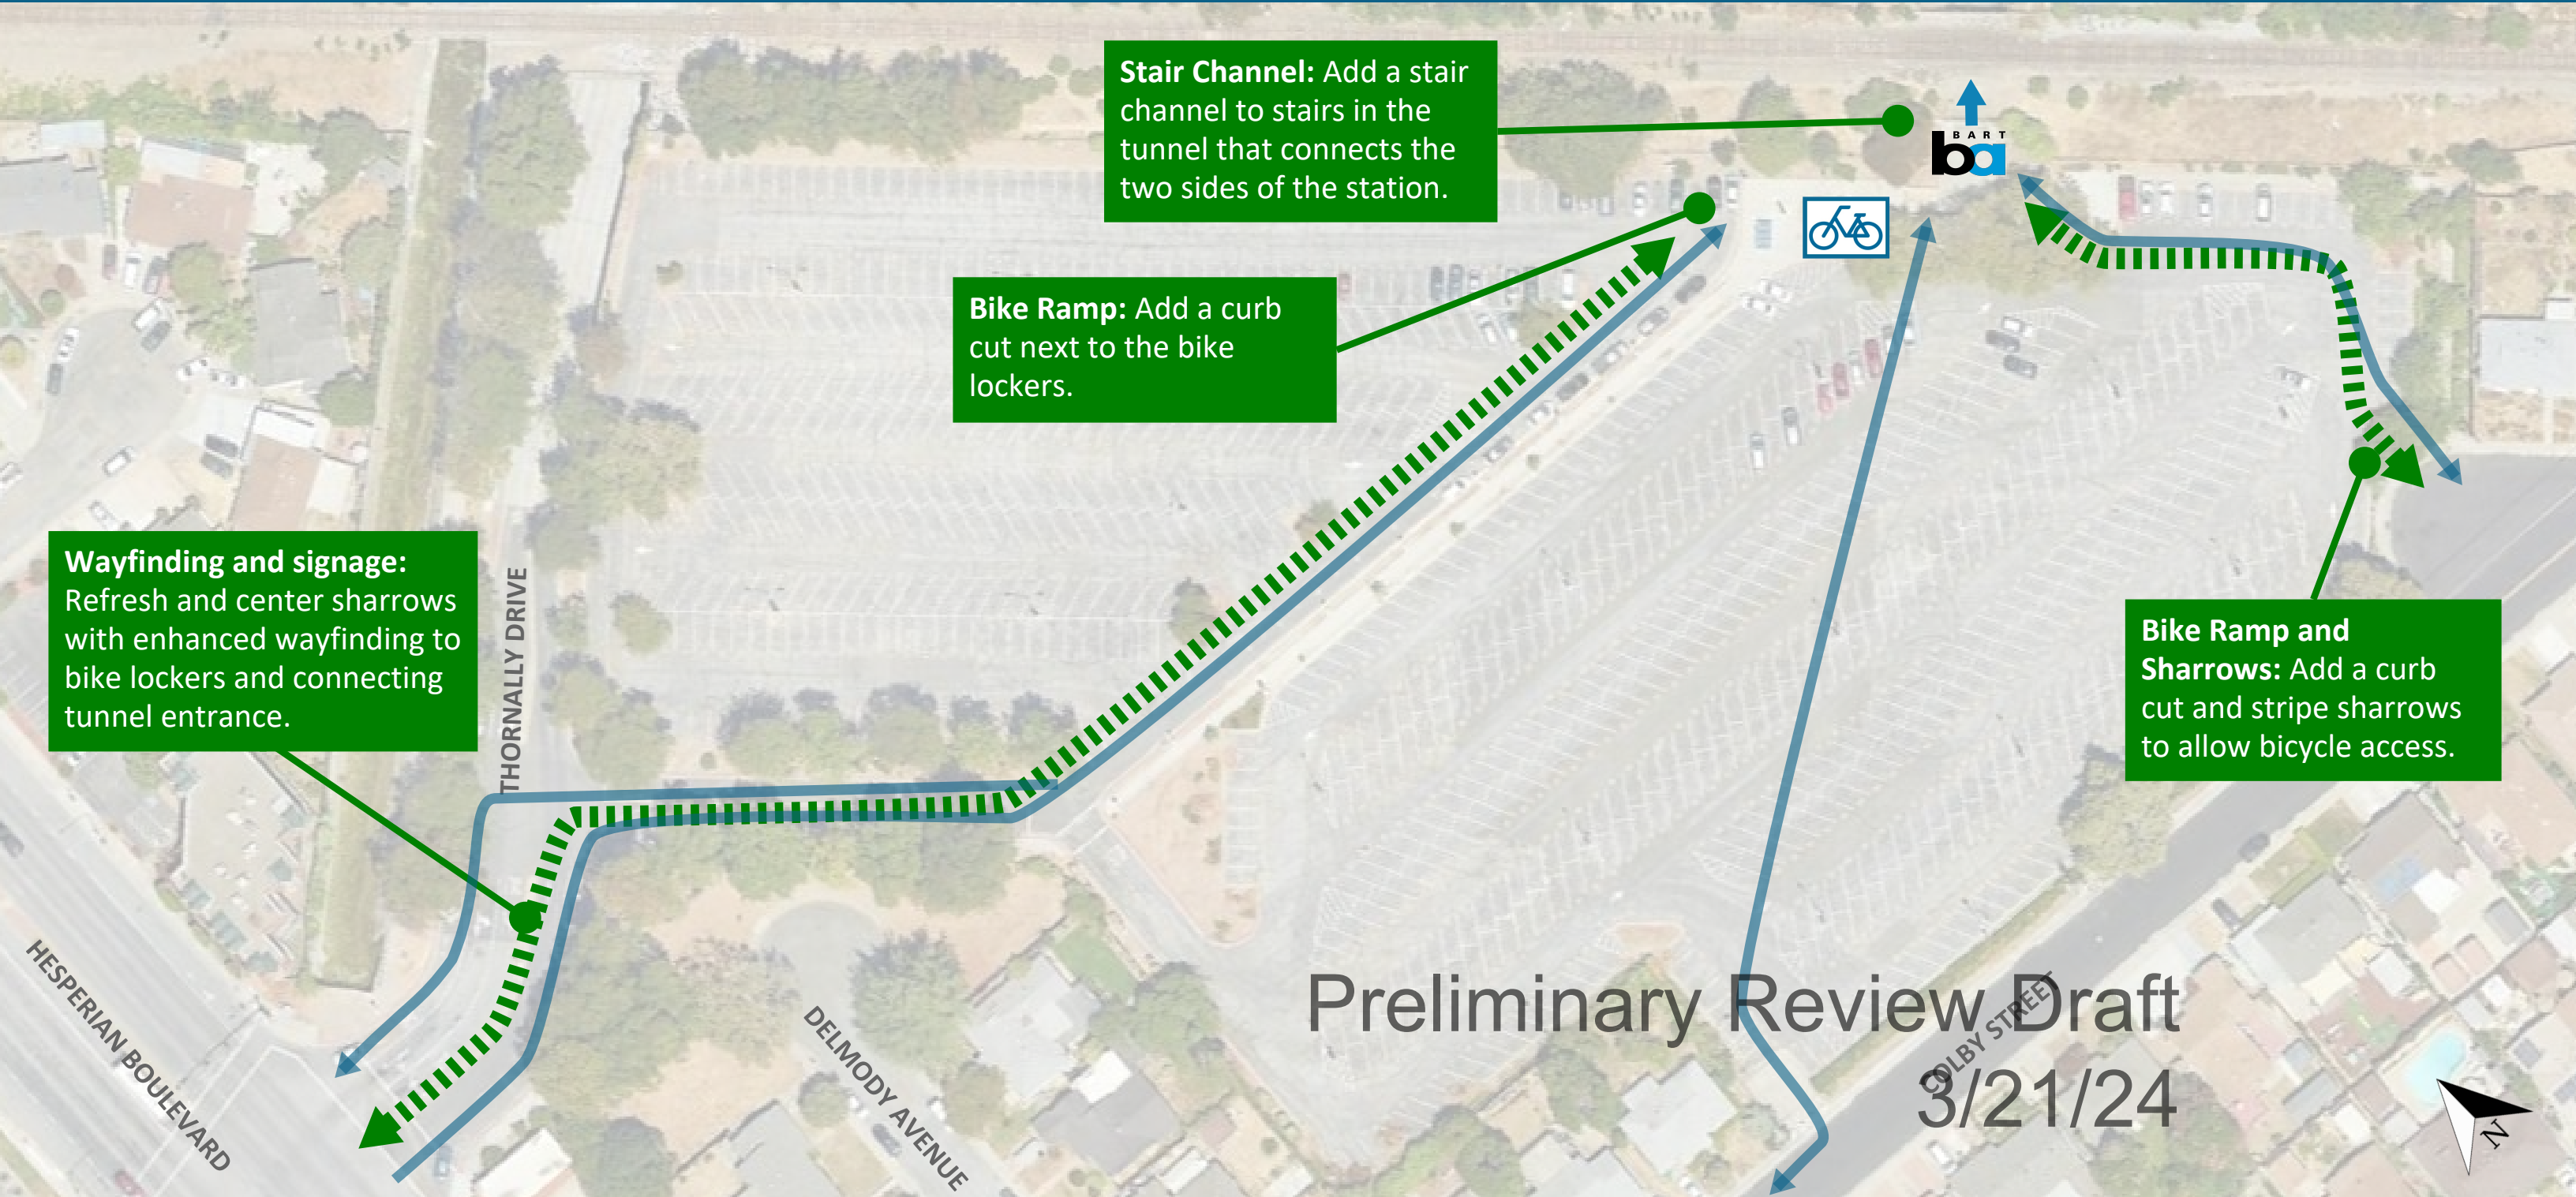 Stair Channel: Add a stair
channel to stairs in the
tunnel that connects the
two sides of the station.
BART
ba
Bike Ramp: Add a curb
cut next to the bike
lockers.
Wayfinding and signage:
Refresh and center sharrows
with enhanced wayfinding to
bike lockers and connecting
tunnel entrance.
THORNALLY DRIVE
Bike Ramp and
Sharrows: Add a curb
cut and stripe sharrows
to allow bicycle access.
HESPERIAN BOULEVARD
DELMODY AVENUE
COLBY STREET
Preliminary Review Draft
3/21/24
N